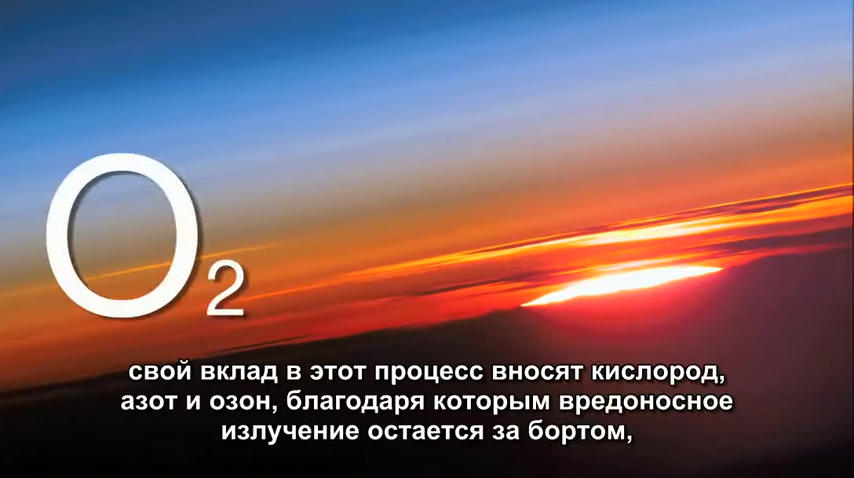 O2
свой вклад в этот процесс вносят кислород,
азот и озон, благодаря которым вредоносное
излучение остается за бортом,